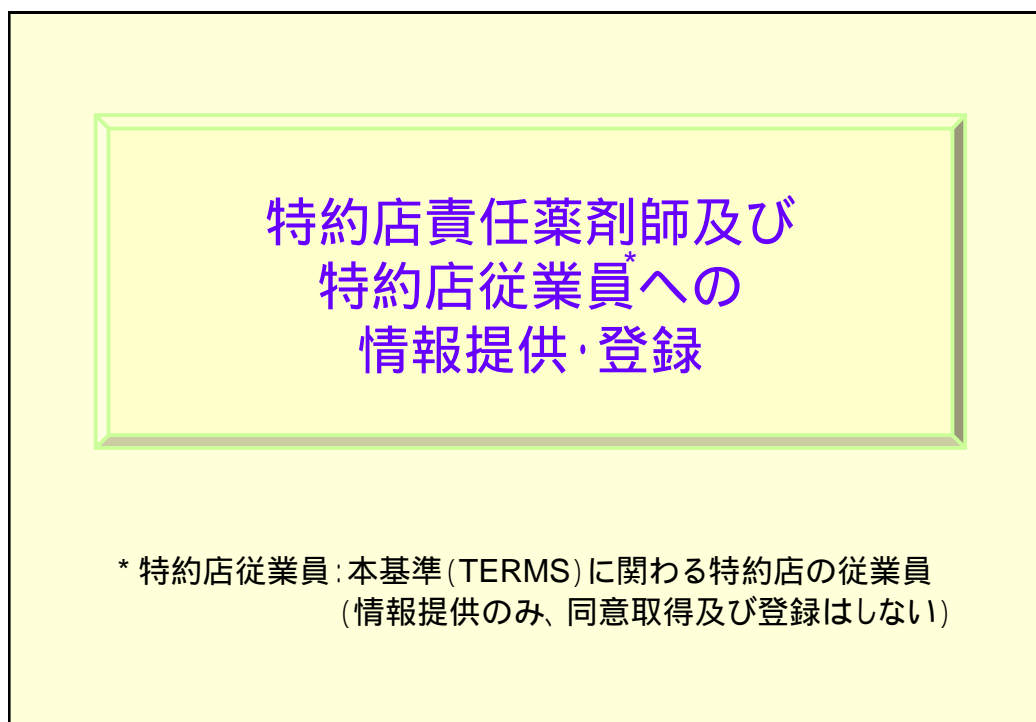 特約店責任薬剤師及び
特約店従業員*への
情報提供・登録
* 特約店従業員：本基準(TERMS)に関わる特約店の従業員
(情報提供のみ、同意取得及び登録はしない)